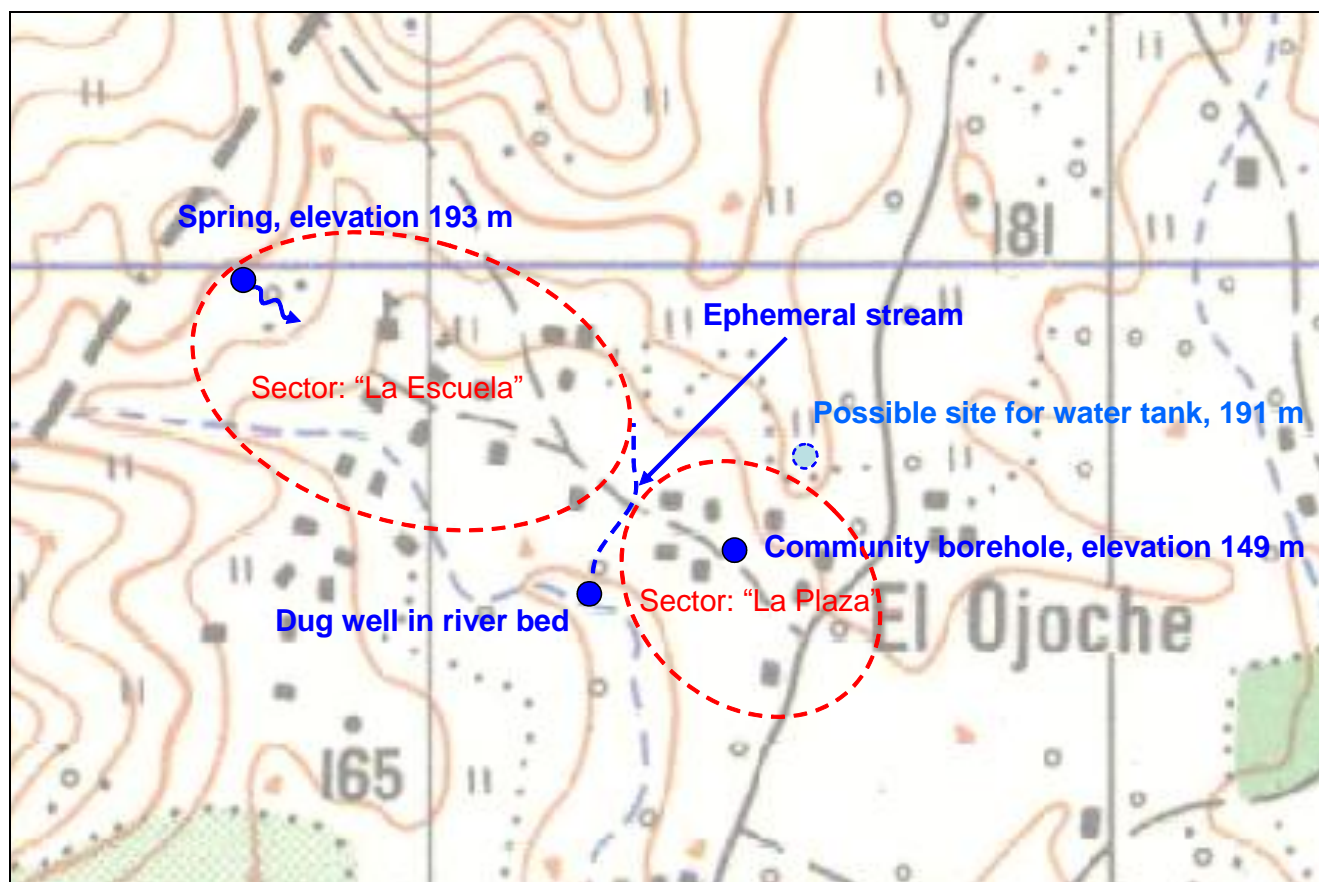 Spring, elevation 193 m
181
Ephemeral stream
Sector: “La Escuela”
Possible site for water tank, 191 m
Community borehole, elevation 149 m
Sector: “La Plaza”
Dug well in river bed
El Ojoche
165